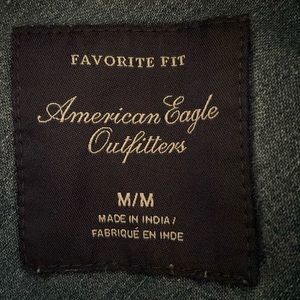 FAVORITE FIT
American Eagle
Outfitters
M/M
MADE IN INDIA/
FABRIQUÉ EN INDE